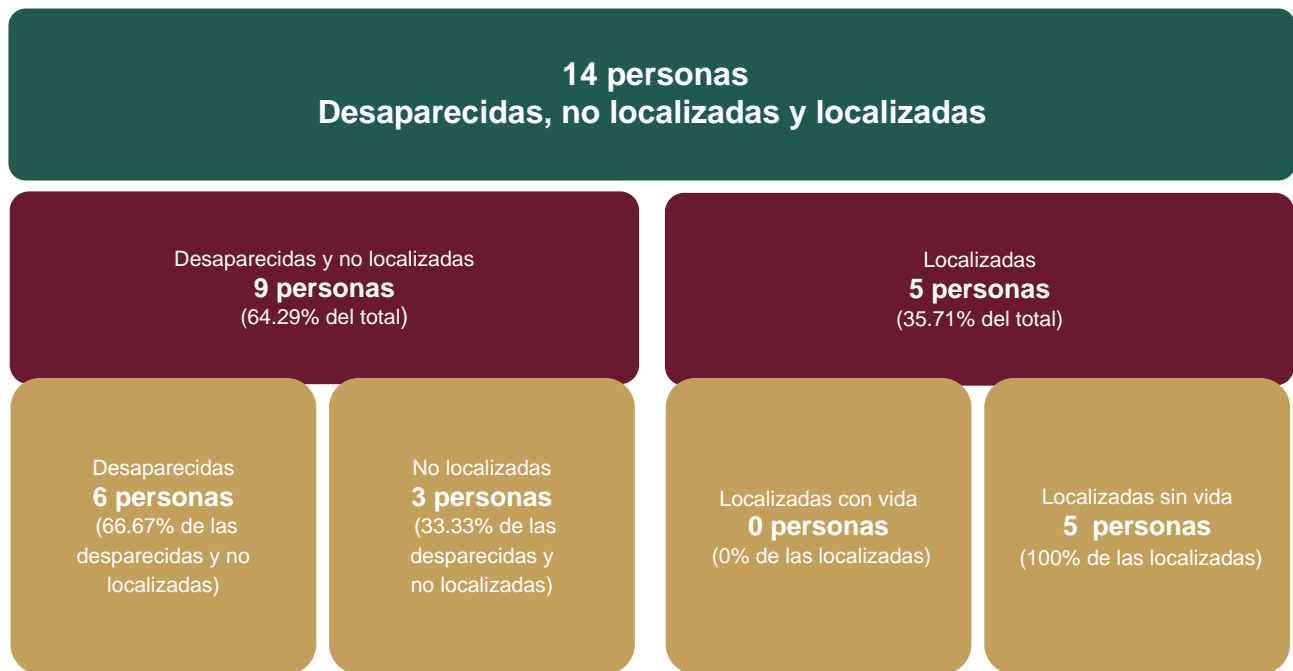 14 personas
Desaparecidas, no localizadas y localizadas
Desaparecidas y no localizadas
9 personas
(64.29% del total)
Localizadas
5 personas
(35.71% del total)
Desaparecidas
6 personas
(66.67% de las
desparecidas y no
localizadas)
No localizadas
3 personas
(33.33% de las
desparecidas y
no localizadas)
Localizadas con vida
0 personas
(0% de las localizadas)
Localizadas sin vida
5 personas
(100% de las localizadas)